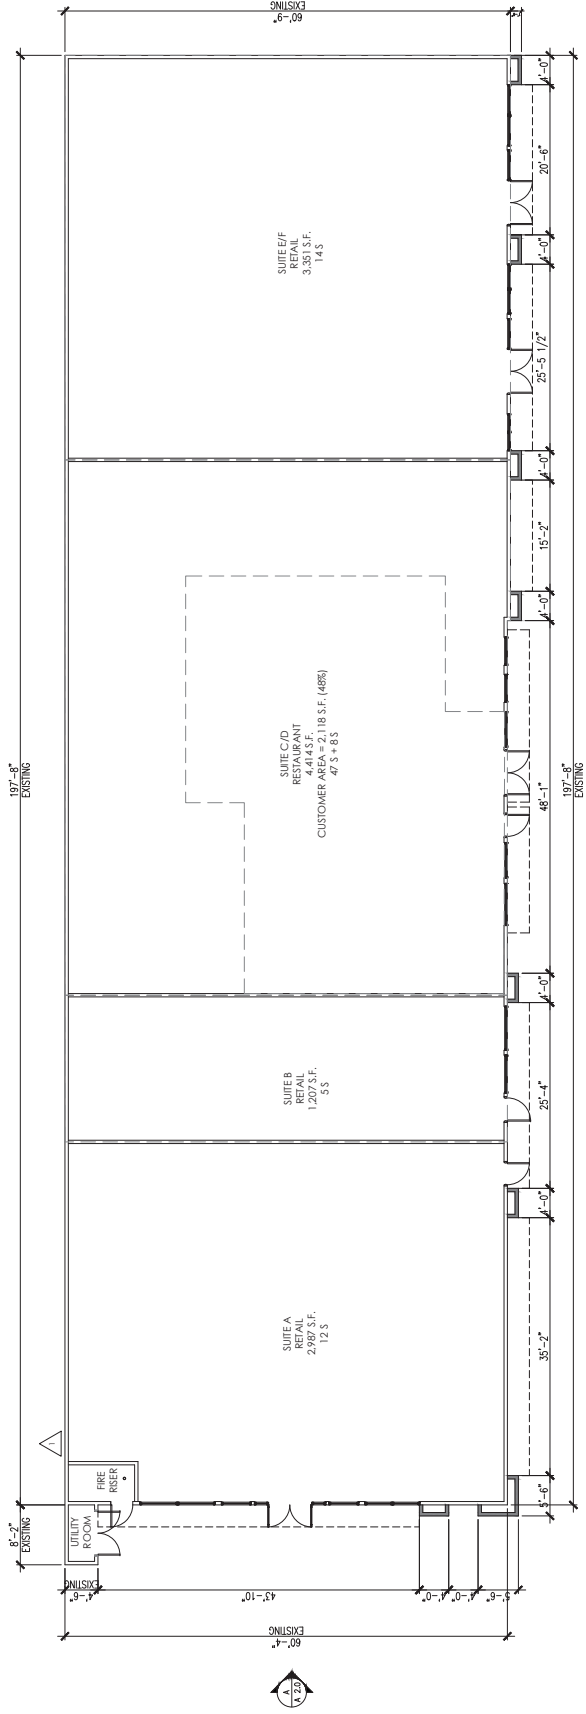 60'-9"
EXISTING
4'-0"
20'-6"
4'-0"
25'-5 1/2"
4'-0"
15'-2"
4'-0"
48'-1"
4'-0"
25'-4"
4'-0"
35'-2"
5'-6"
197'-8"
EXISTING
197'-8"
EXISTING
SUITE E/F
RETAIL
3,351 S.F.
14 S
SUITE C/D
RESTAURANT
4,414 S.F.
CUSTOMER AREA = 2,118 S.F. (48%)
47 S + 8 S
SUITE B
RETAIL
1,207 S.F.
5 S
SUITE A
RETAIL
2,987 S.F.
12 S
1
FIRE
RISER
UTILITY
ROOM
8'-2"
EXISTING
EXISTING
4'-6"
43'-10"
4'-0"
4'-0"
5'-6"
EXISTING
60'-4"
A
A 2.0